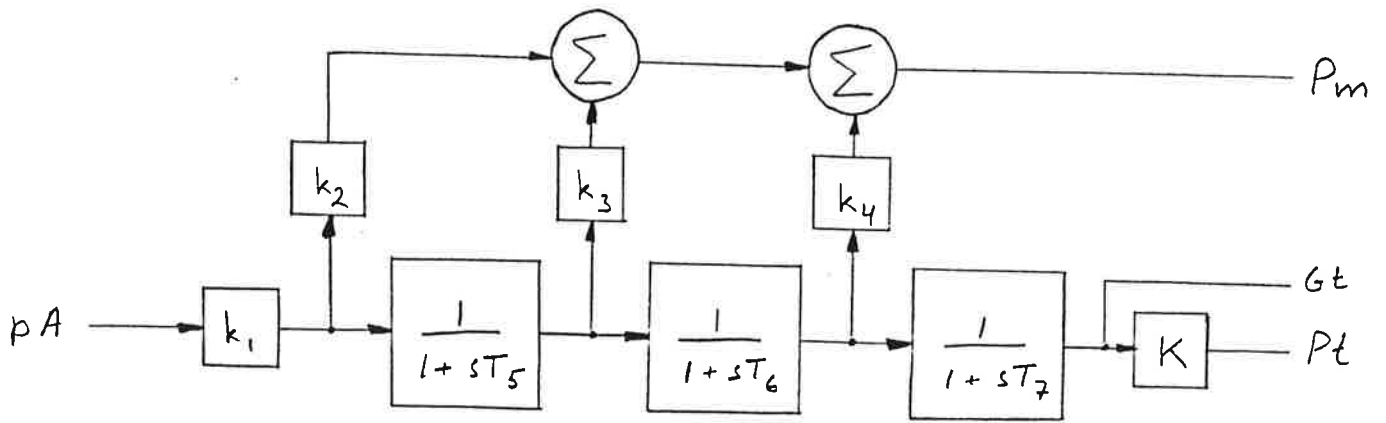 Σ
Σ
Pm
k2
k3
k4
Gt
pA
k1
1
1 + sT5
1
1 + sT6
1
1 + sT7
K
Pt